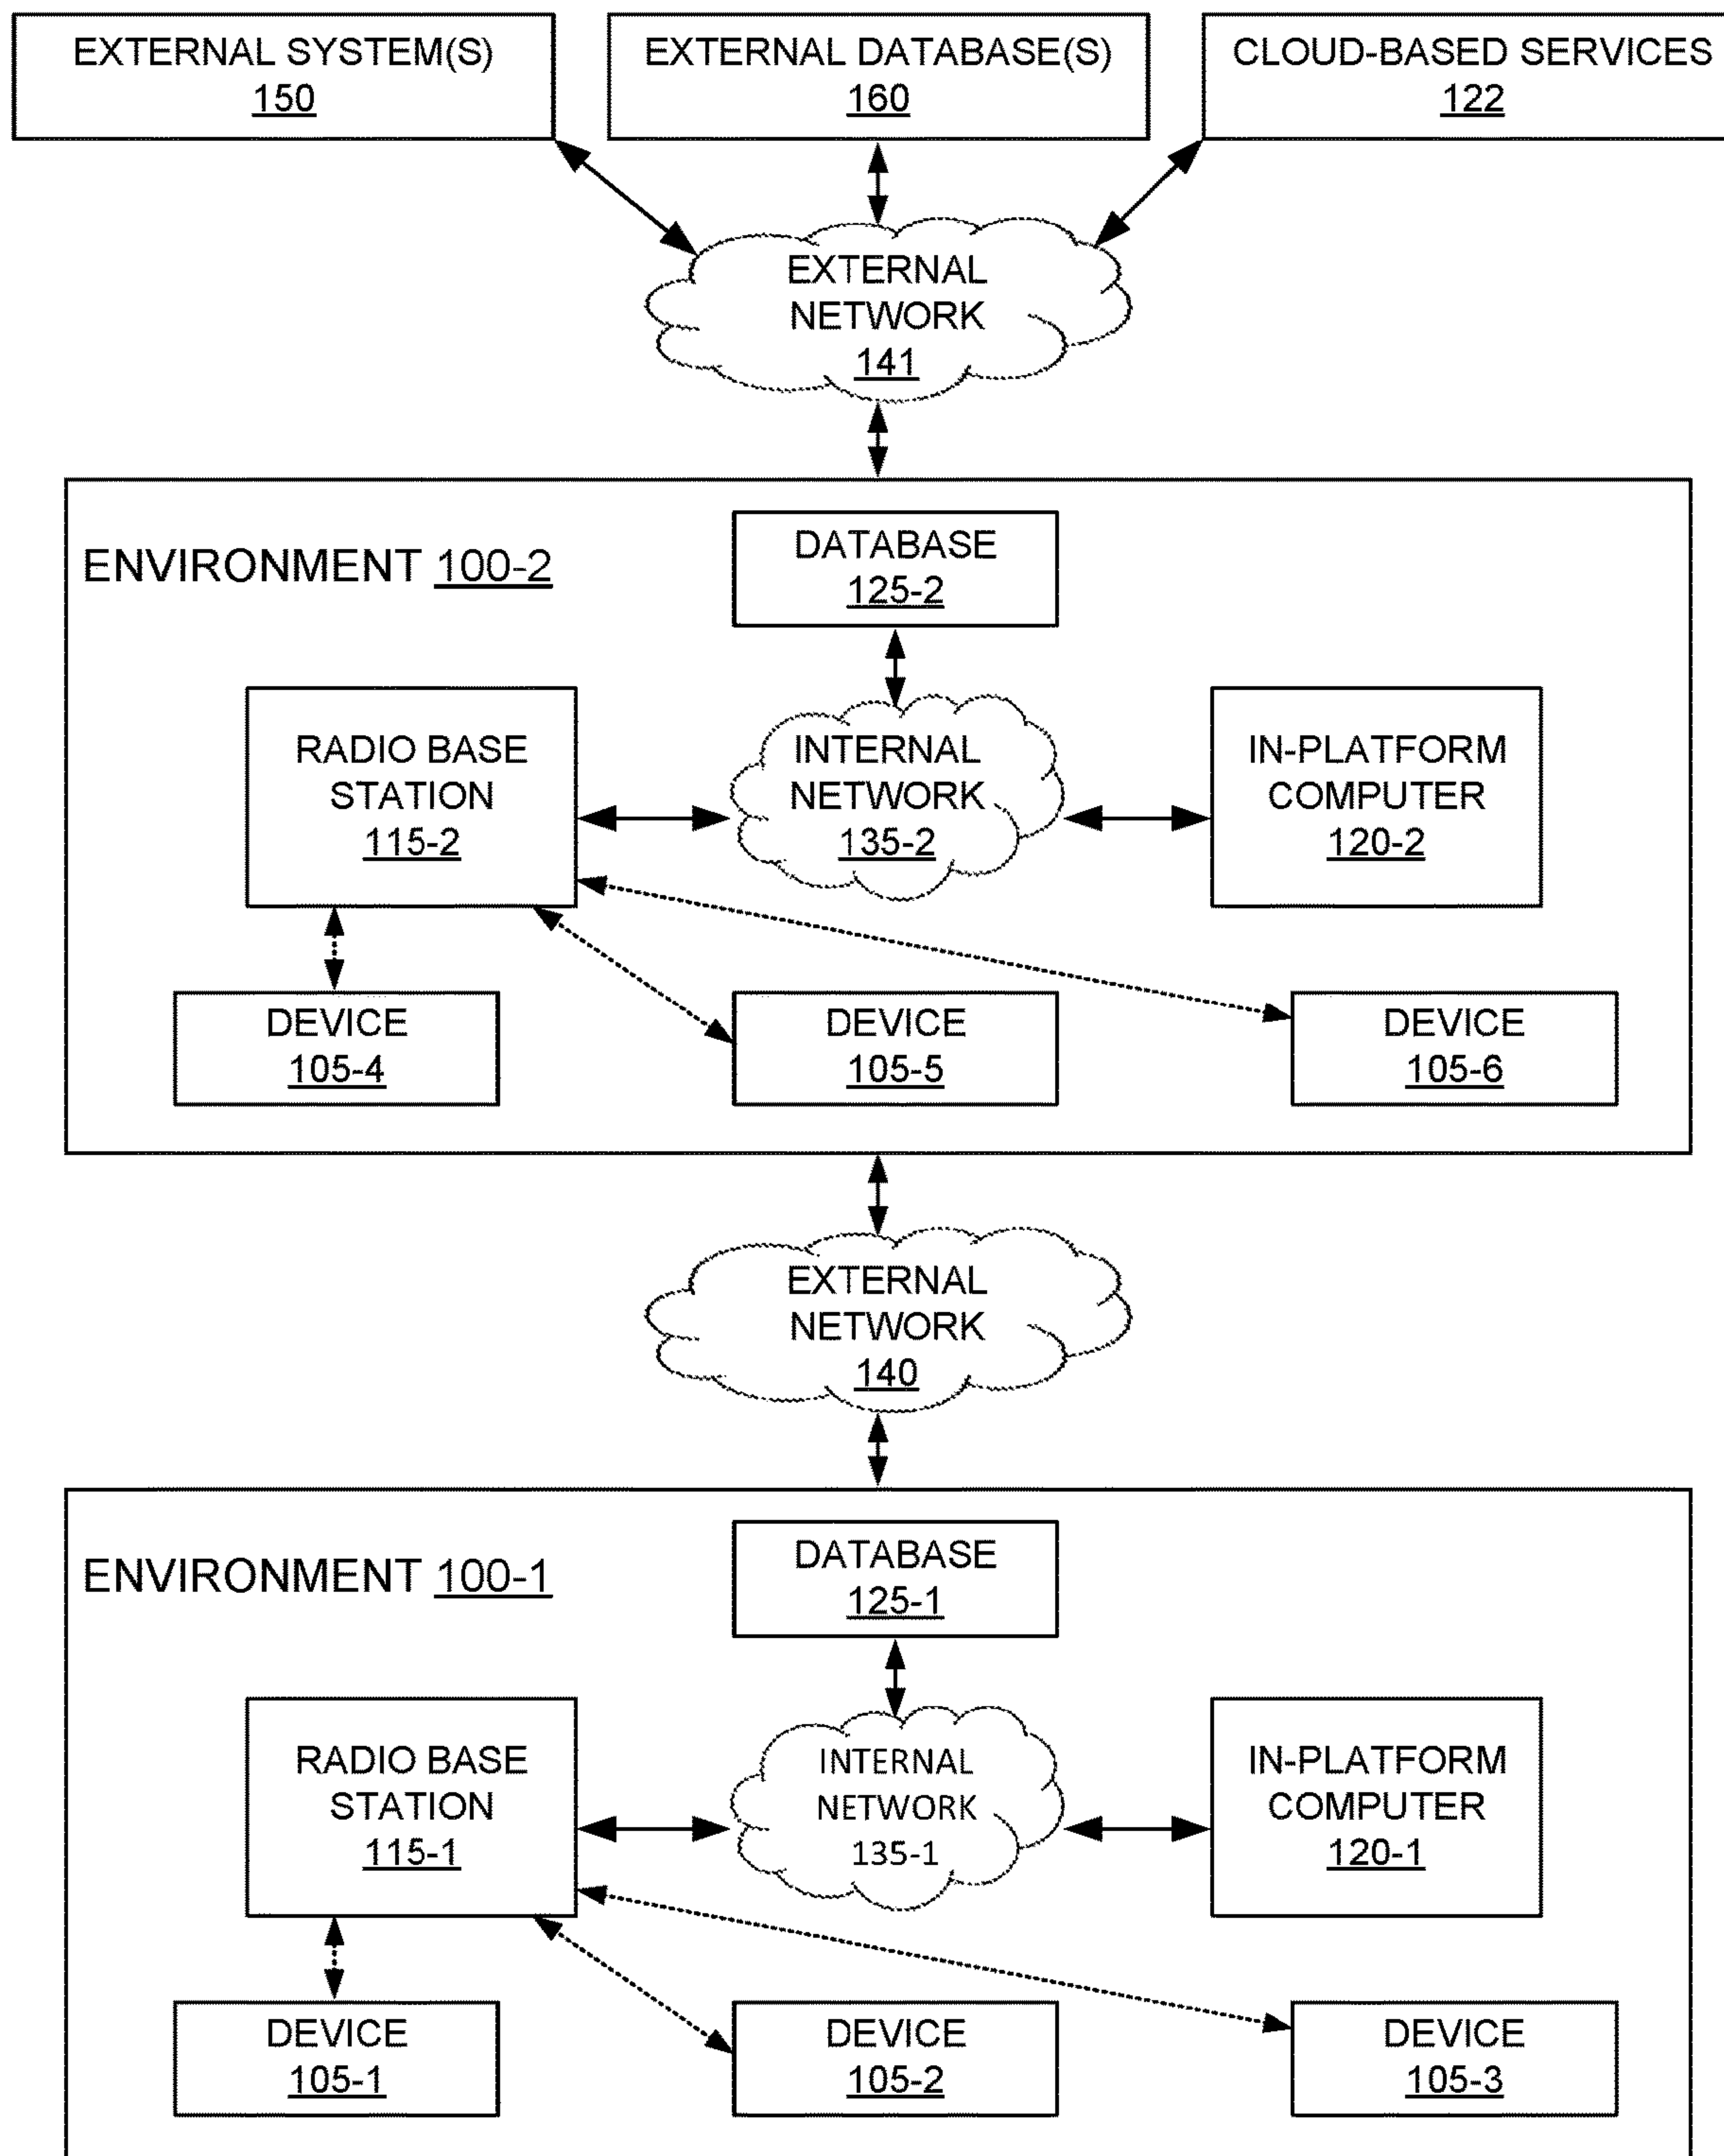 EXTERNAL SYSTEM(S)
150
EXTERNAL DATABASE(S)
160
CLOUD-BASED SERVICES
122
EXTERNAL
NETWORK
141
ENVIRONMENT 100-2
DATABASE
125-2
RADIO BASE
STATION
115-2
INTERNAL
NETWORK
135-2
IN-PLATFORM
COMPUTER
120-2
DEVICE
105-4
DEVICE
105-5
DEVICE
105-6
EXTERNAL
NETWORK
140
ENVIRONMENT 100-1
DATABASE
125-1
RADIO BASE
STATION
115-1
INTERNAL
NETWORK
135-1
IN-PLATFORM
COMPUTER
120-1
DEVICE
105-1
DEVICE
105-2
DEVICE
105-3